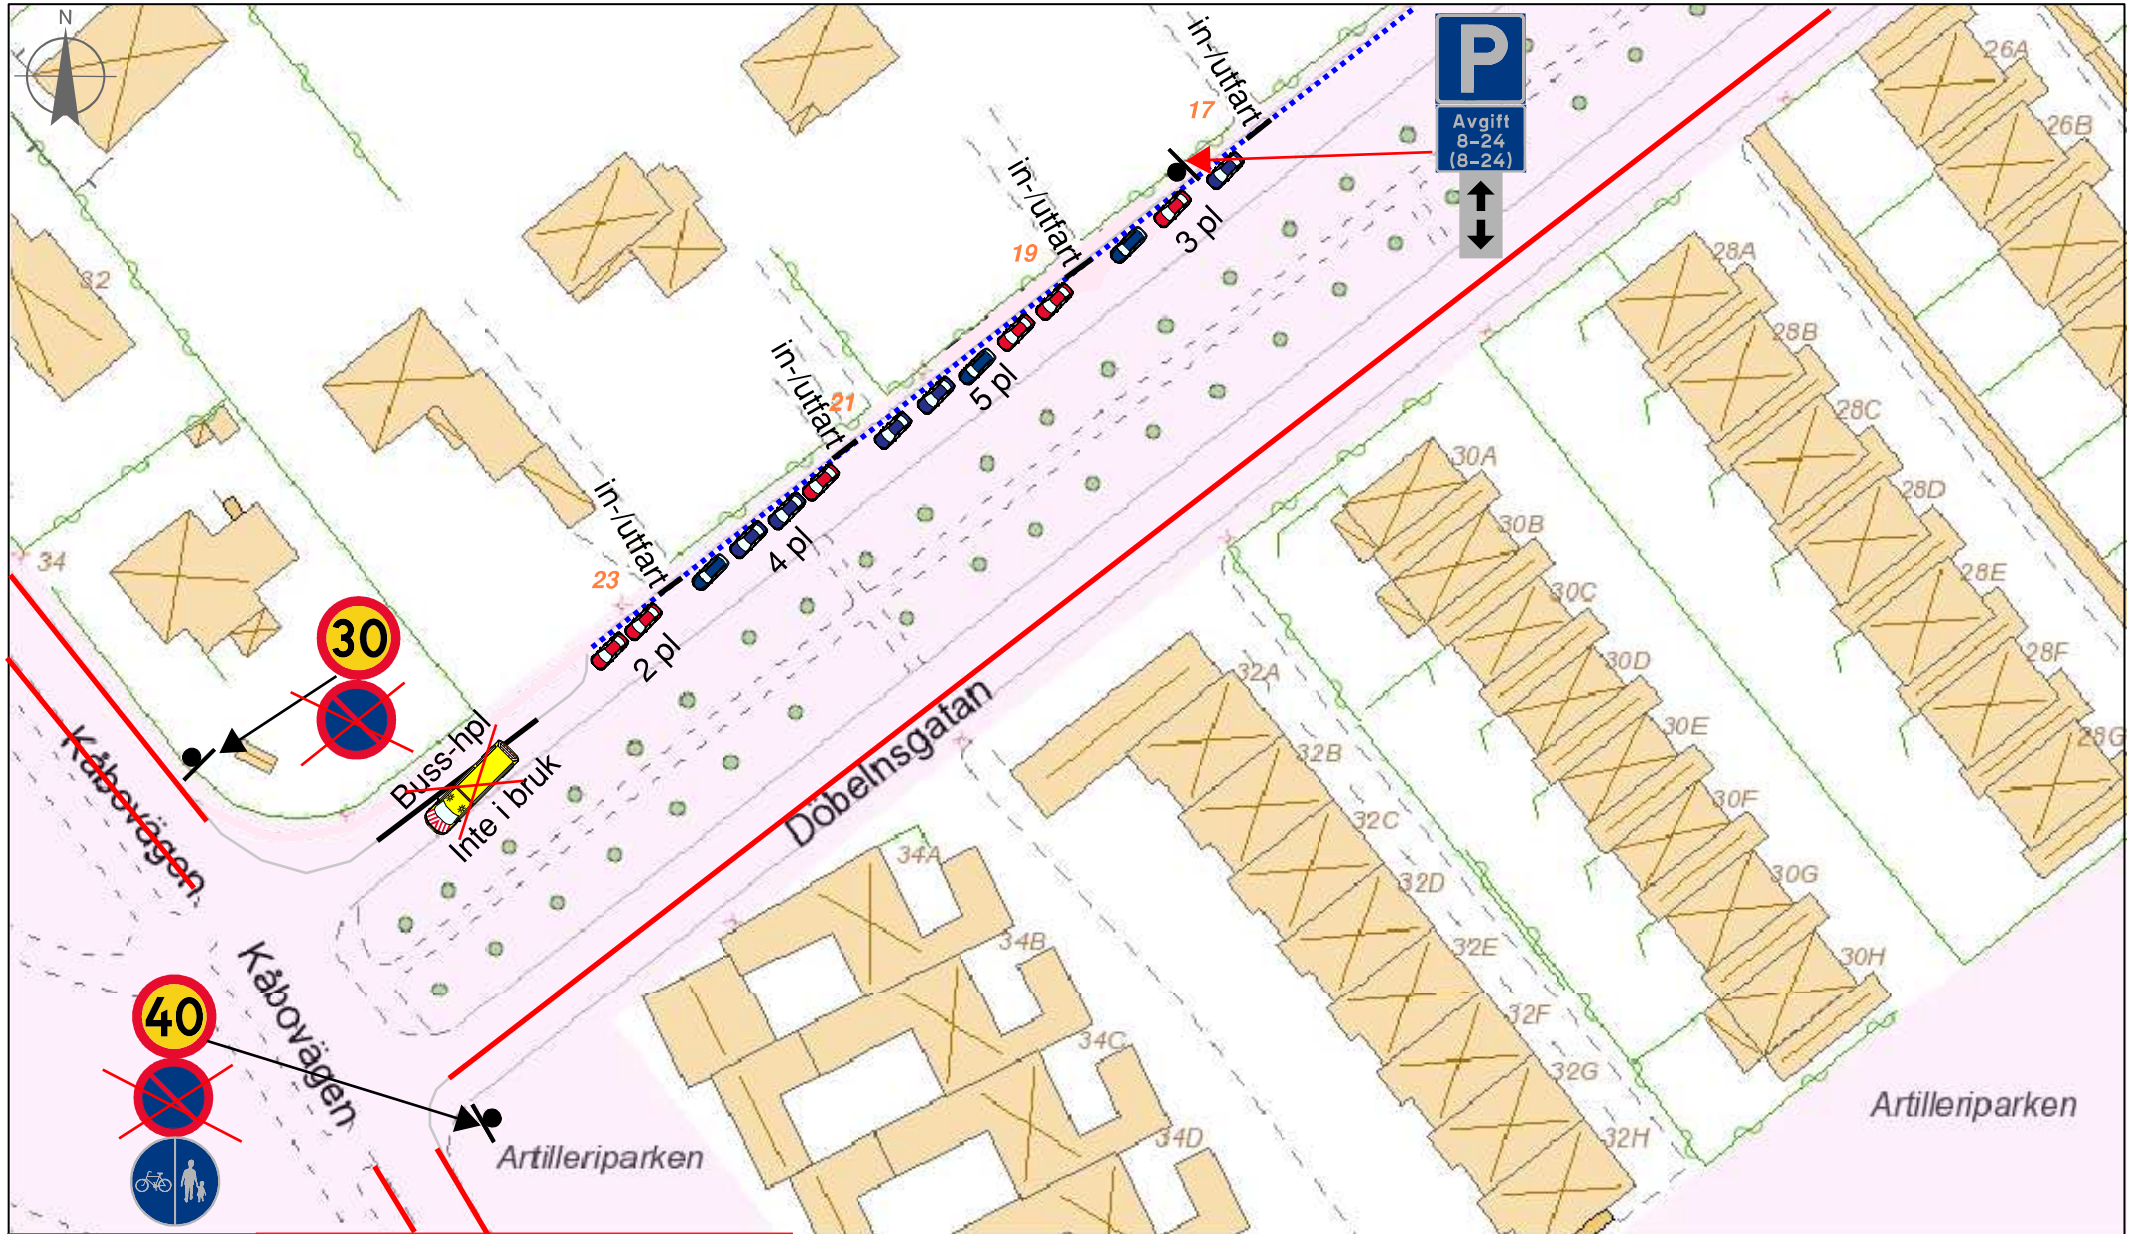 N
in-/utfart
17
P
Avgift
8-24
(8-24)
26A
26B
in-/utfart
19
3 pl
28A
32
28B
in-/utfart
21
5 pl
28C
30A
28D
in-/utfart
23
4 pl
30B
34
28E
30C
30
2 pl
30D
28F
32A
Buss-hpl
Inte i bruk
Döbelnsgatan
30E
28G
Kåbovägen
32B
30F
32C
34A
32D
30G
34B
32E
30H
Kåbovägen
40
32F
34C
32G
Artilleriparken
34D
32H
Artilleriparken